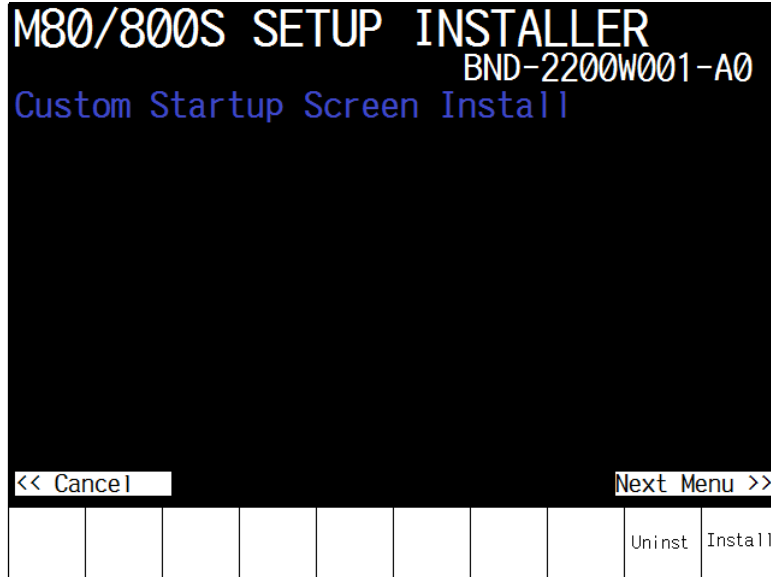 M80/800S SETUP INSTALLER
BND-2200W001-A0
Custom Startup Screen Install
<< Cancel
Next Menu >>
Uninst
Install